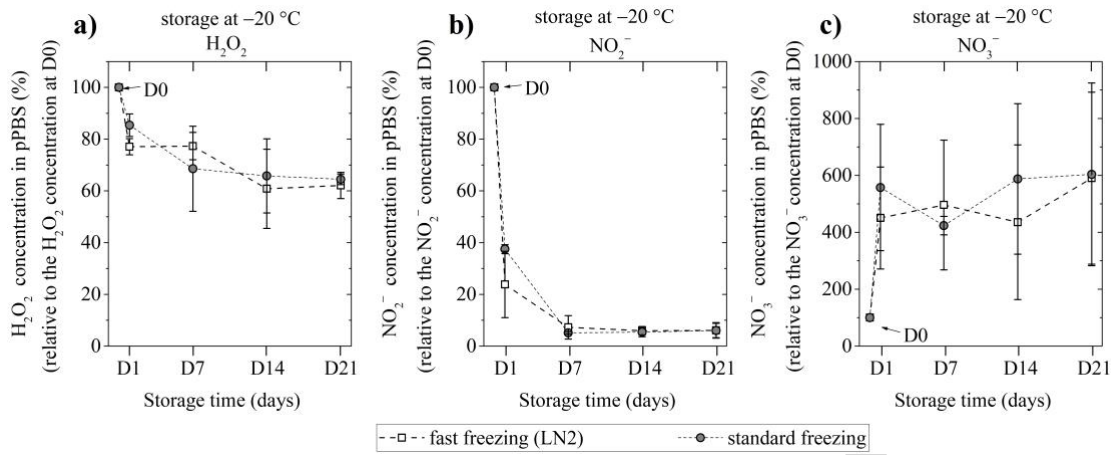 a)
storage at −20 °C
H₂O₂
H₂O₂ concentration in pPBS (%)
(relative to the H₂O₂ concentration at D0)
100
80
60
40
20
0
D0
D1 D7 D14 D21
Storage time (days)
b)
storage at −20 °C
NO₂⁻
NO₂⁻ concentration in pPBS (%)
(relative to the NO₂⁻ concentration at D0)
100
80
60
40
20
0
D0
D1 D7 D14 D21
Storage time (days)
c)
storage at −20 °C
NO₃⁻
NO₃⁻ concentration in pPBS (%)
(relative to the NO₃⁻ concentration at D0)
1000
800
600
400
200
0
D0
D1 D7 D14 D21
Storage time (days)
fast freezing (LN2) standard freezing